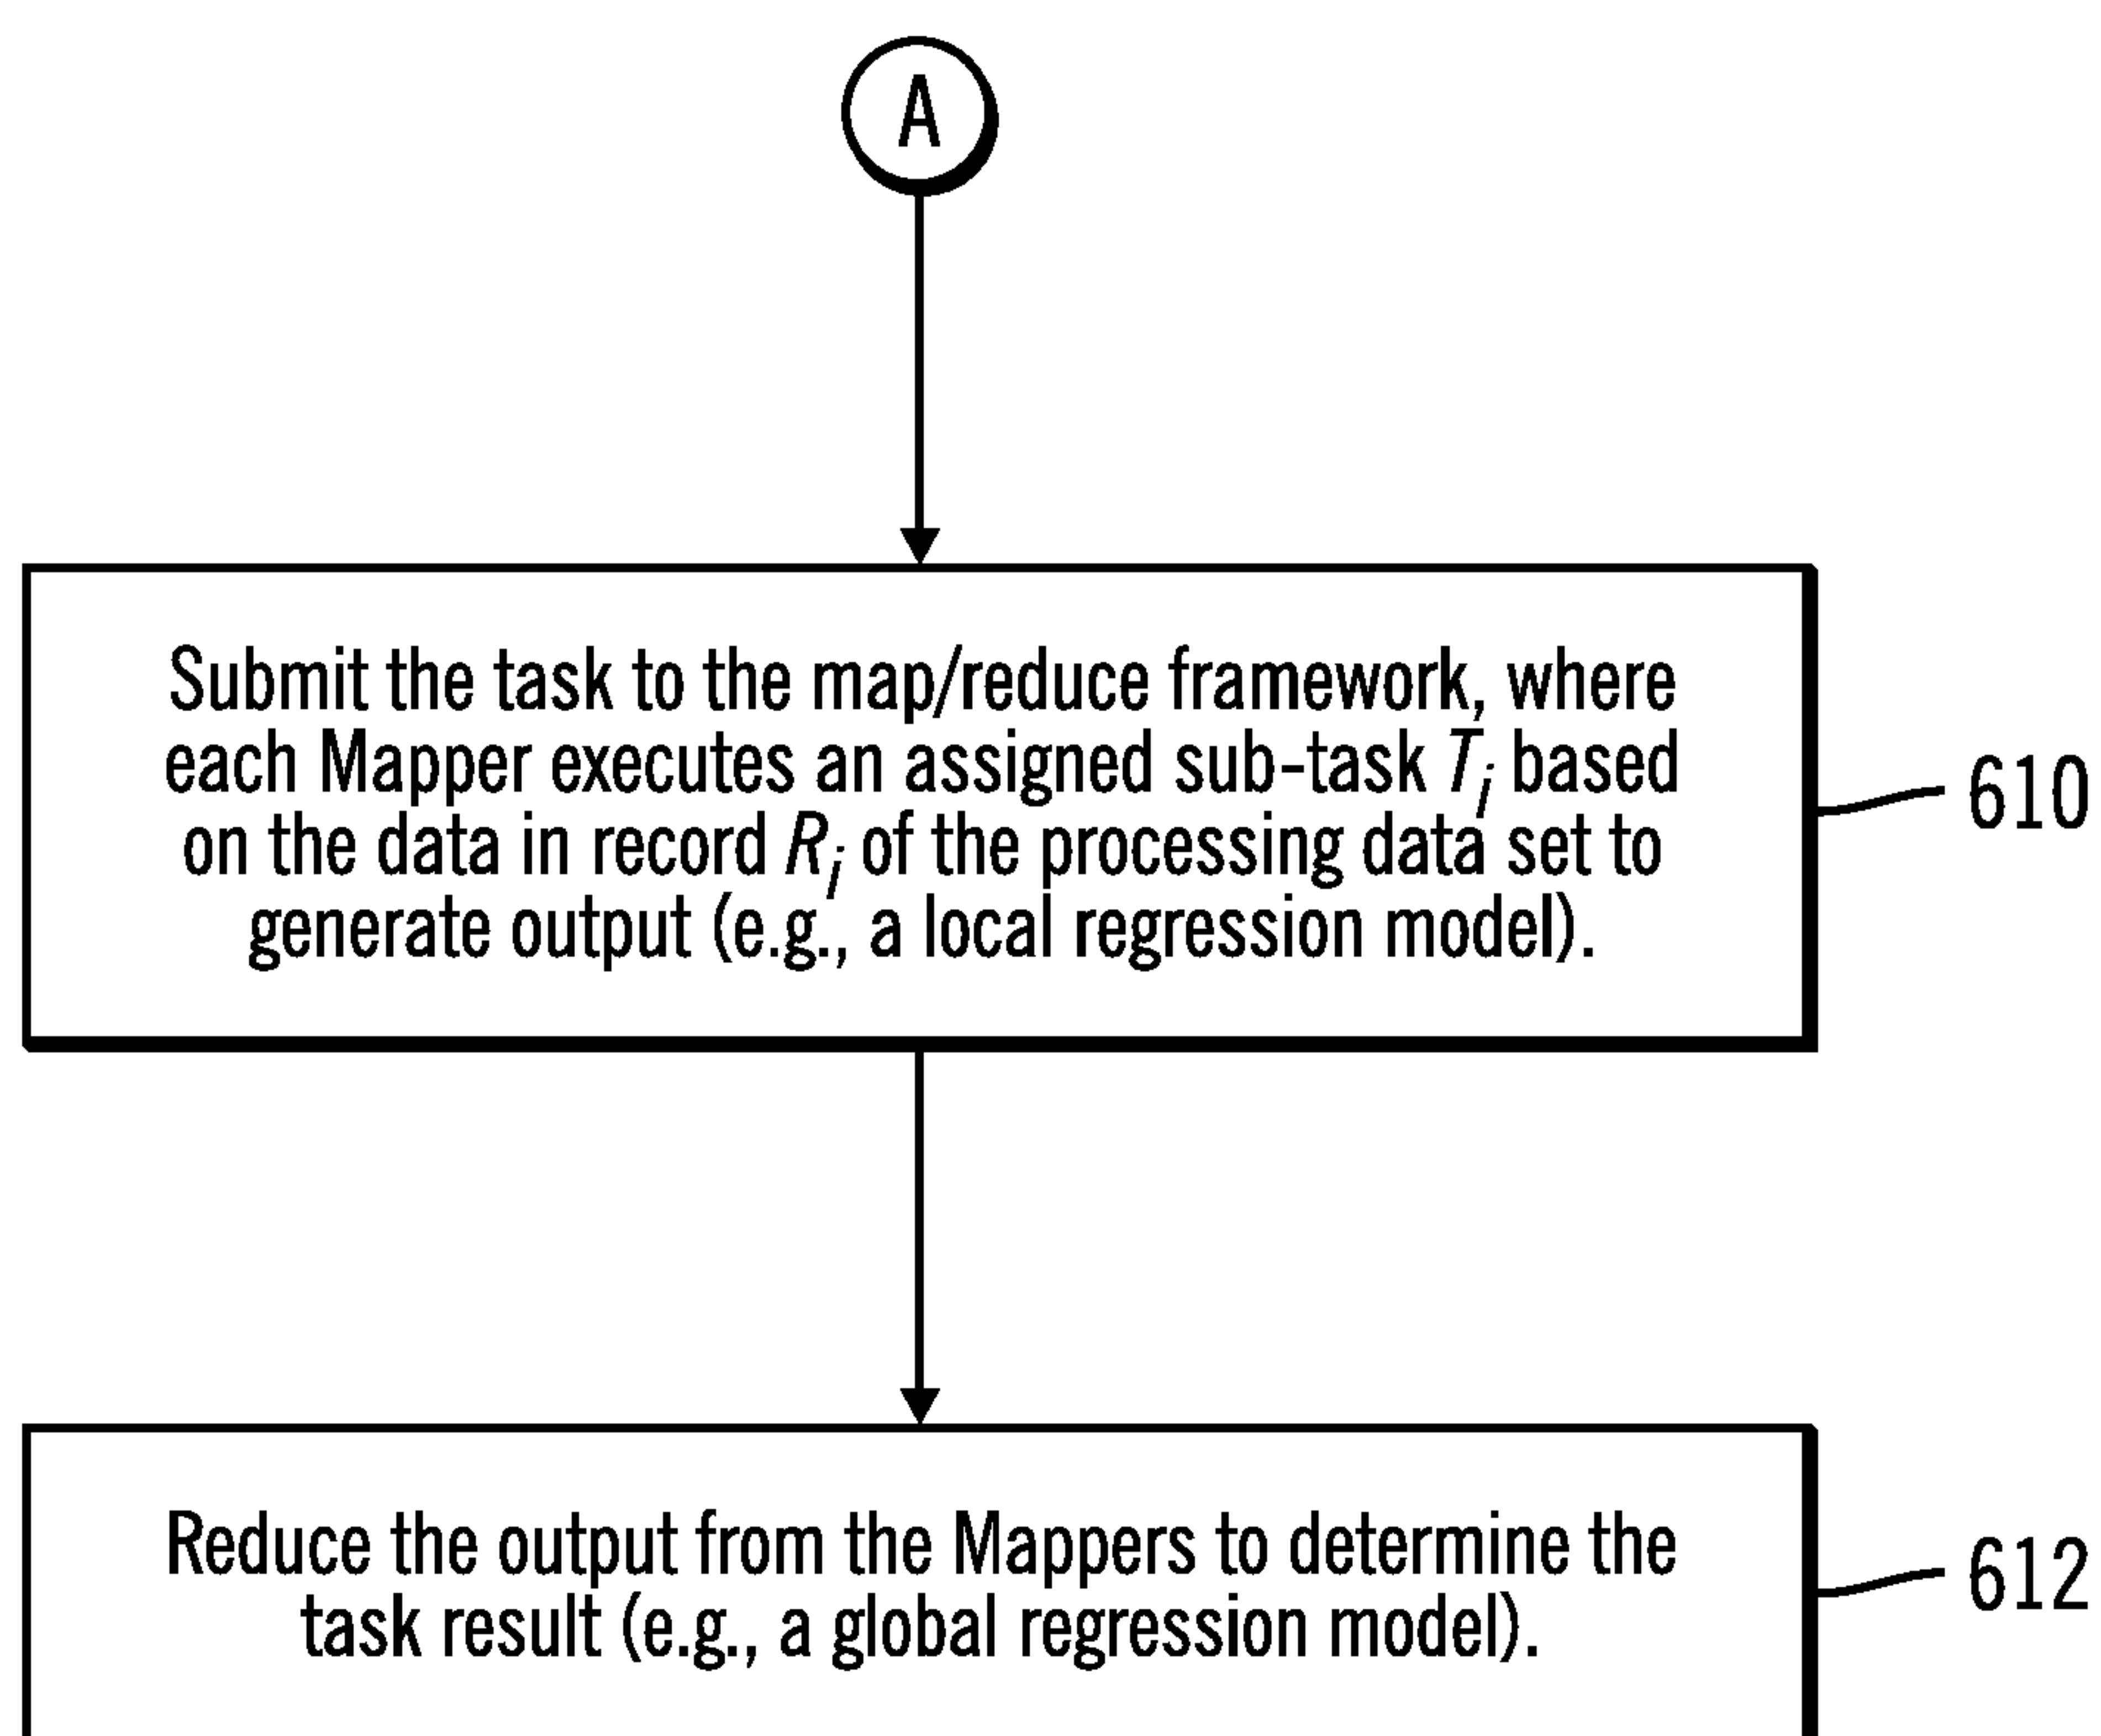 A
Submit the task to the map/reduce framework, where
each Mapper executes an assigned sub-task Ti based
on the data in record Ri of the processing data set to
generate output (e.g., a local regression model).
610
Reduce the output from the Mappers to determine the
task result (e.g., a global regression model).
612